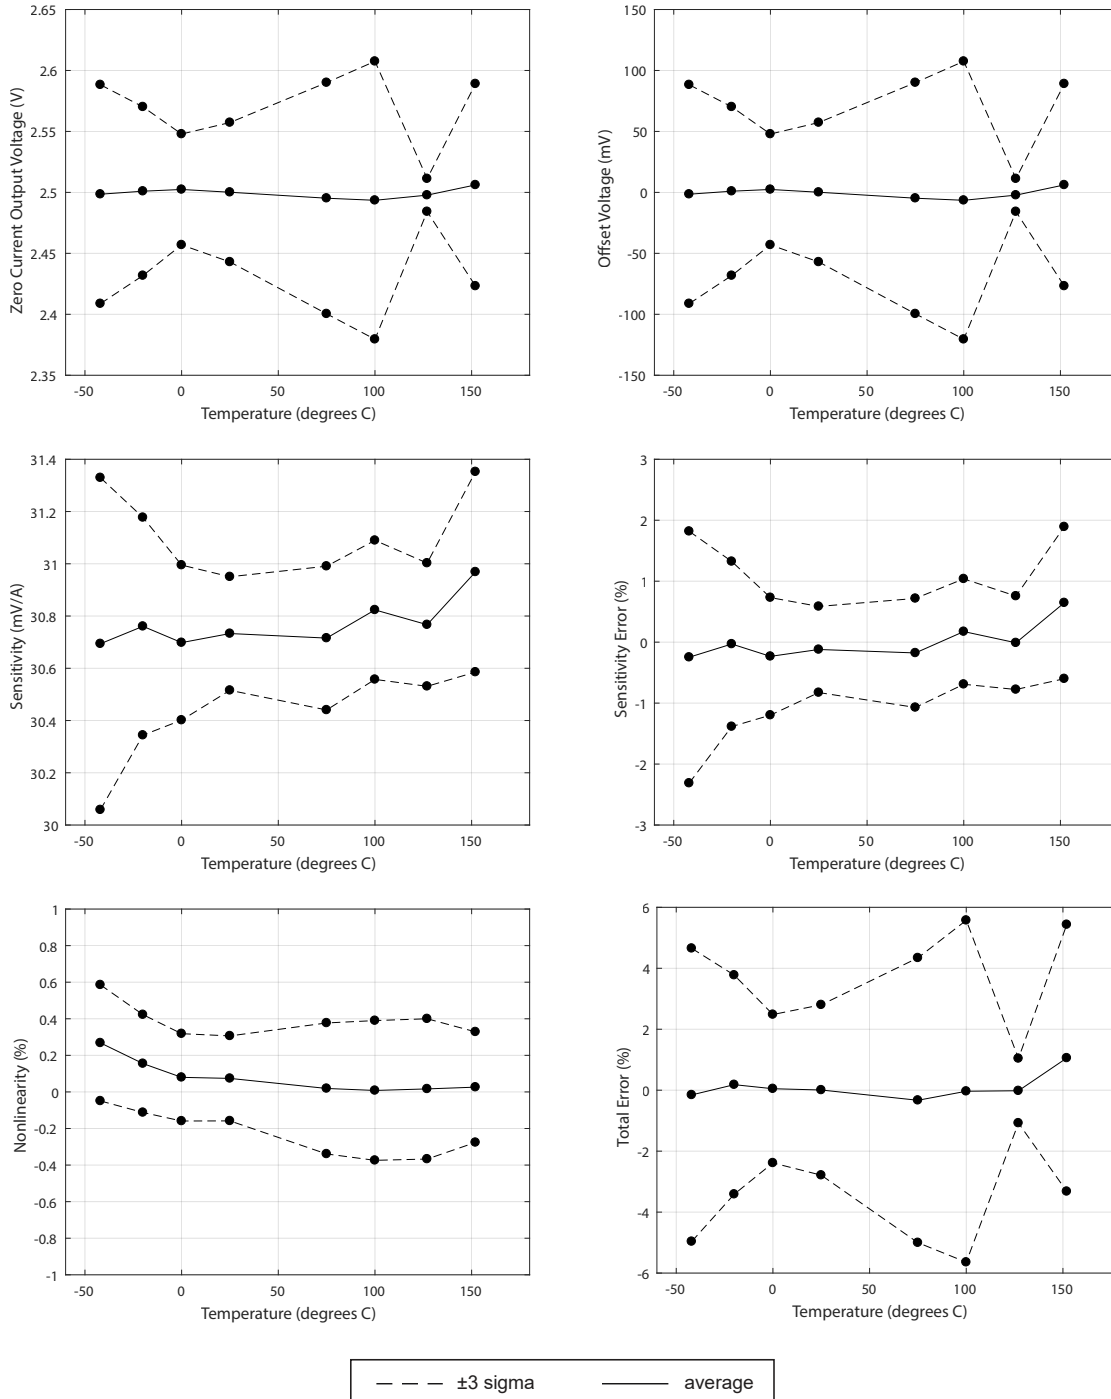 2.65
2.6
2.55
2.5
2.45
2.4
2.35
-50 0 50 100 150
Zero Current Output Voltage (V)
Temperature (degrees C)
150
100
50
0
-50
-100
-150
-50 0 50 100 150
Offset Voltage (mV)
Temperature (degrees C)
31.4
31.2
31
30.8
30.6
30.4
30.2
30
-50 0 50 100 150
Sensitivity (mV/A)
Temperature (degrees C)
3
2
1
0
-1
-2
-3
-50 0 50 100 150
Sensitivity Error (%)
Temperature (degrees C)
1
0.8
0.6
0.4
0.2
0
-0.2
-0.4
-0.6
-0.8
-1
-50 0 50 100 150
Nonlinearity (%)
Temperature (degrees C)
6
4
2
0
-2
-4
-6
-50 0 50 100 150
Total Error (%)
Temperature (degrees C)
±3 sigma average